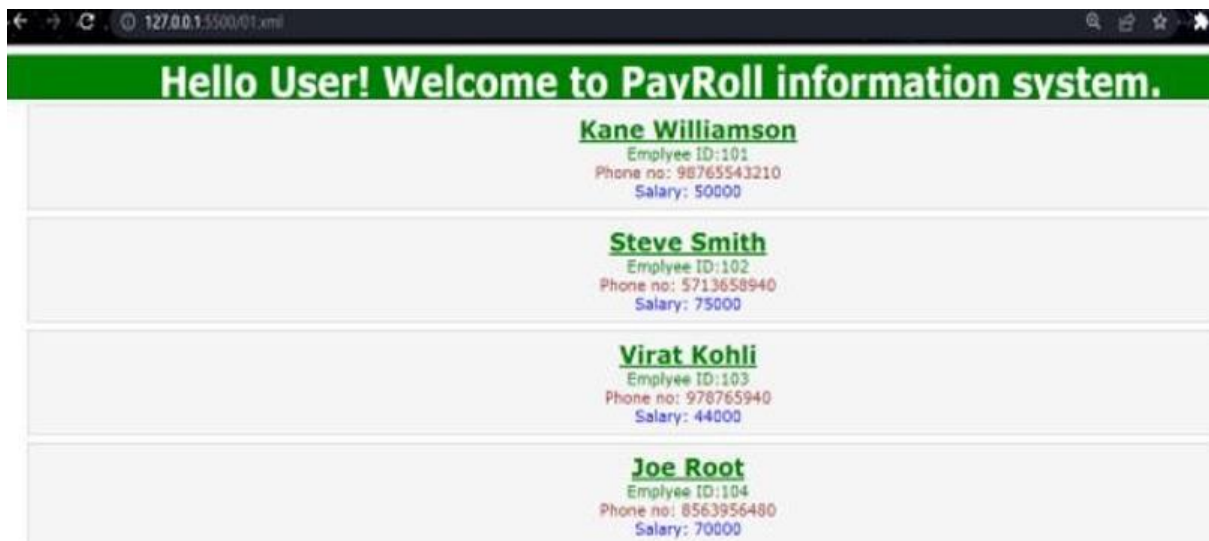 127.0.0.1:5500/01.xml
Hello User! Welcome to PayRoll information system.
Kane Williamson
Emplyee ID:101
Phone no: 98765543210
Salary: 50000
Steve Smith
Emplyee ID:102
Phone no: 5713658940
Salary: 75000
Virat Kohli
Emplyee ID:103
Phone no: 978765940
Salary: 44000
Joe Root
Emplyee ID:104
Phone no: 8563956480
Salary: 70000